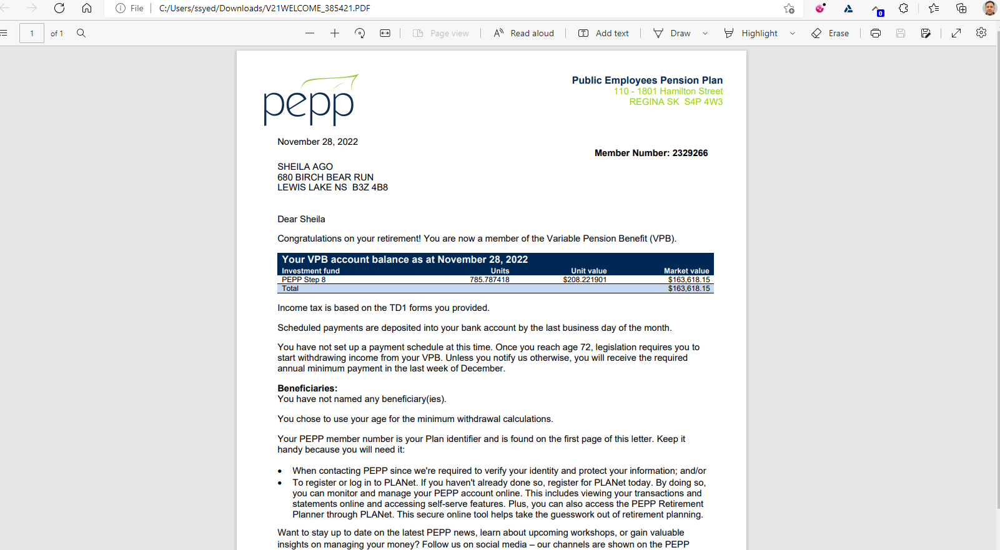 File C:/Users/ssyed/Downloads/V21WELCOME_385421.PDF
0
1 of 1 Page view Read aloud Add text Draw Highlight Erase
pepp
Public Employees Pension Plan
110 - 1801 Hamilton Street
REGINA SK S4P 4W3
November 28, 2022
Member Number: 2329266
SHEILA AGO
680 BIRCH BEAR RUN
LEWIS LAKE NS B3Z 4B8
Dear Sheila
Congratulations on your retirement! You are now a member of the Variable Pension Benefit (VPB).
Your VPB account balance as at November 28, 2022
Investment fund Units Unit value Market value
PEPP Step 8 785.787418 $208.221901 $163,618.15
Total $163,618.15
Income tax is based on the TD1 forms you provided.
Scheduled payments are deposited into your bank account by the last business day of the month.
You have not set up a payment schedule at this time. Once you reach age 72, legislation requires you to
start withdrawing income from your VPB. Unless you notify us otherwise, you will receive the required
annual minimum payment in the last week of December.
Beneficiaries:
You have not named any beneficiary(ies).
You chose to use your age for the minimum withdrawal calculations.
Your PEPP member number is your Plan identifier and is found on the first page of this letter. Keep it
handy because you will need it:
• When contacting PEPP since we're required to verify your identity and protect your information; and/or
• To register or log in to PLANet. If you haven't already done so, register for PLANet today. By doing so,
you can monitor and manage your PEPP account online. This includes viewing your transactions and
statements online and accessing self-serve features. Plus, you can also access the PEPP Retirement
Planner through PLANet. This secure online tool helps take the guesswork out of retirement planning.
Want to stay up to date on the latest PEPP news, learn about upcoming workshops, or gain valuable
insights on managing your money? Follow us on social media – our channels are shown on the PEPP